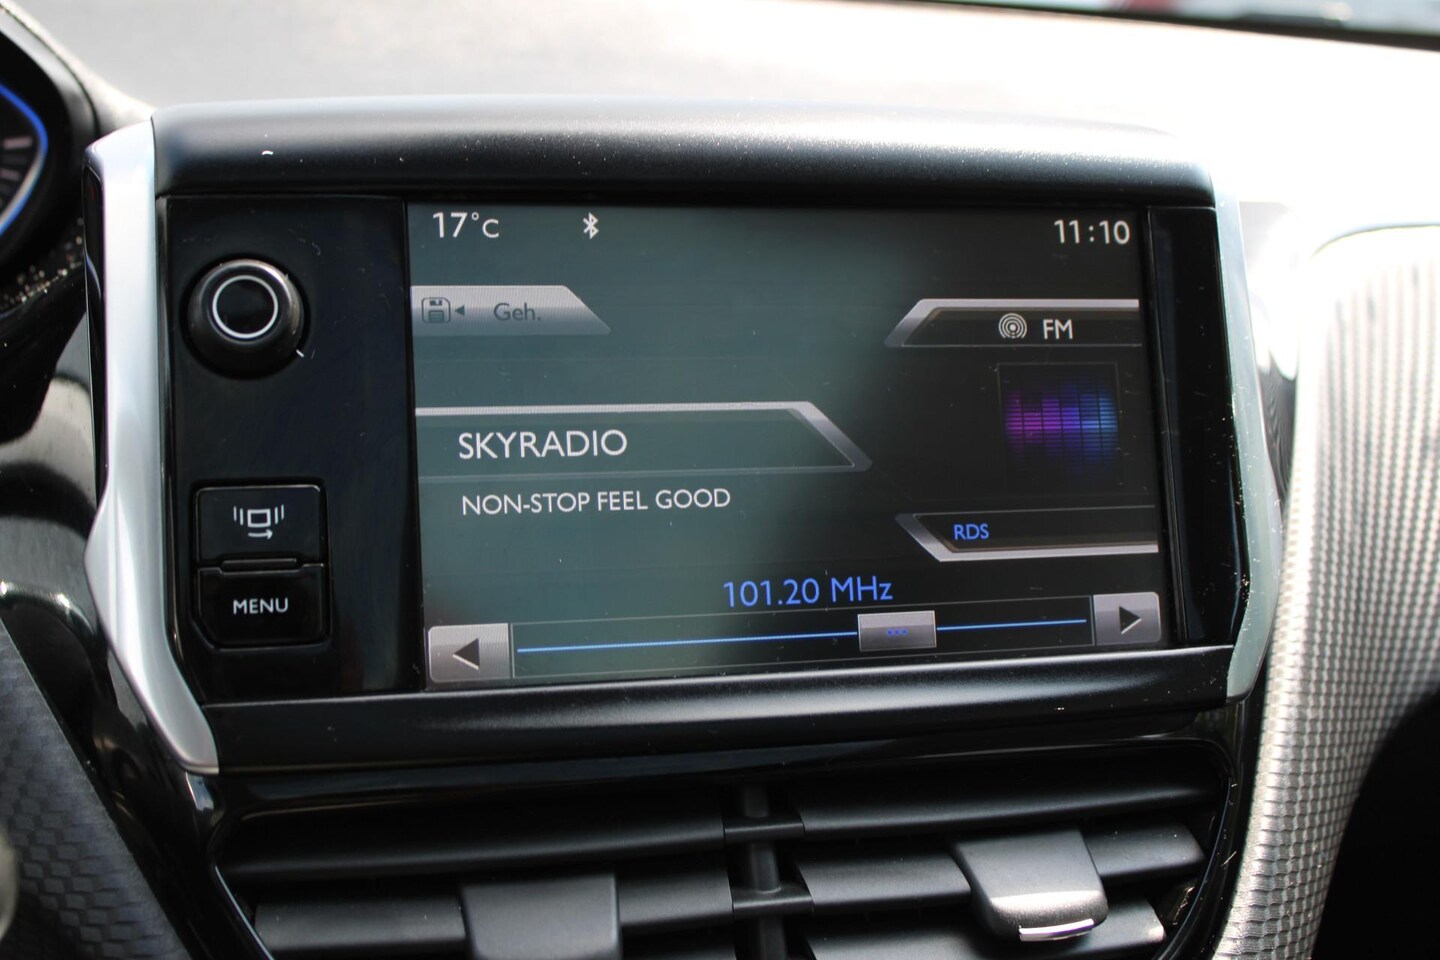 17°C 11:10
Geh.
FM
SKYRADIO
NON-STOP FEEL GOOD
RDS
101.20 MHz
MENU